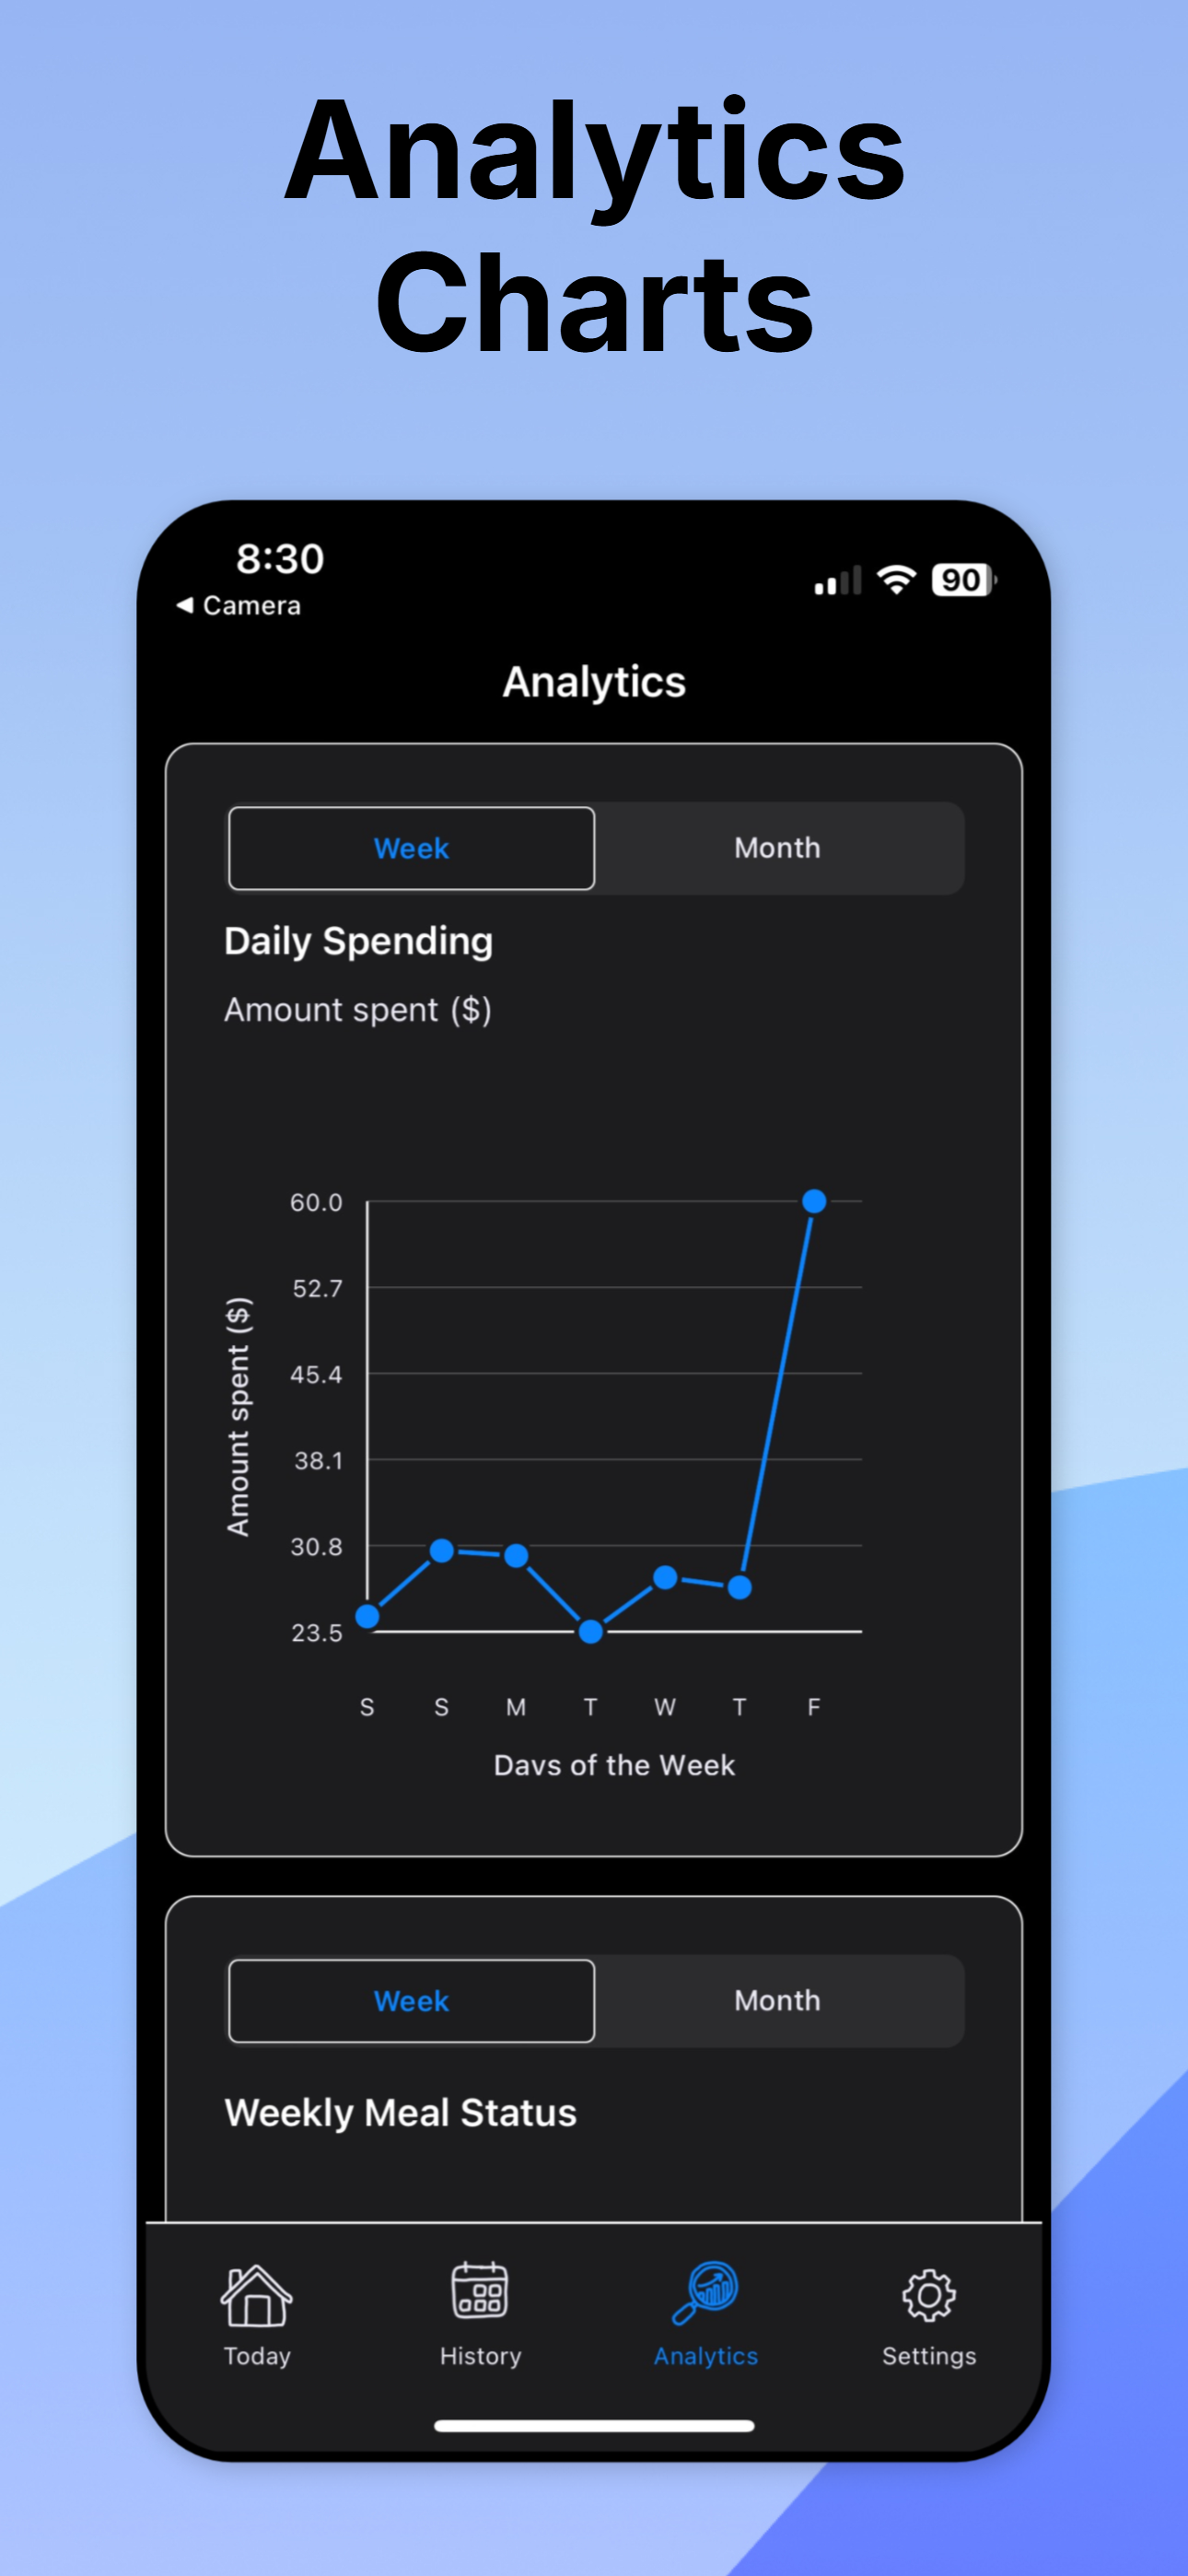 Analytics
Charts
8:30
90
◀ Camera
Analytics
Week Month
Daily Spending
Amount spent ($)
60.0
52.7
45.4
38.1
30.8
23.5
Amount spent ($)
S S M T W T F
Days of the Week
Week Month
Weekly Meal Status
Today History Analytics Settings